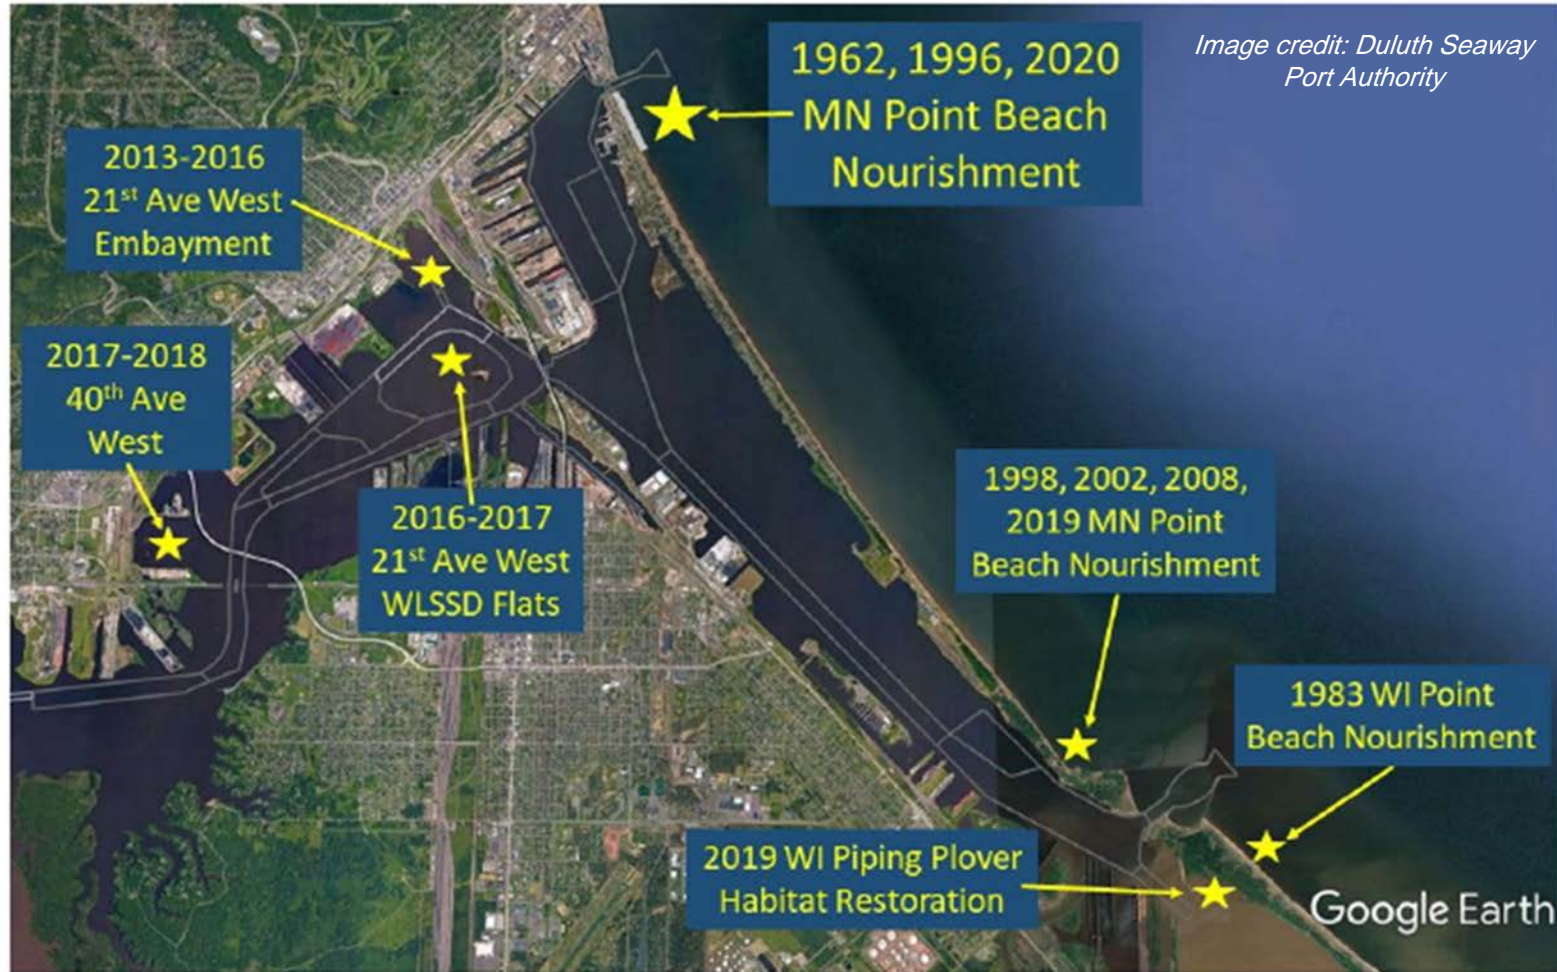 1962, 1996, 2020
MN Point Beach
Nourishment
Image credit: Duluth Seaway
Port Authority
2013-2016
21st Ave West
Embayment
2017-2018
40th Ave
West
2016-2017
21st Ave West
WLSSD Flats
1998, 2002, 2008,
2019 MN Point
Beach Nourishment
1983 WI Point
Beach Nourishment
2019 WI Piping Plover
Habitat Restoration
Google Earth